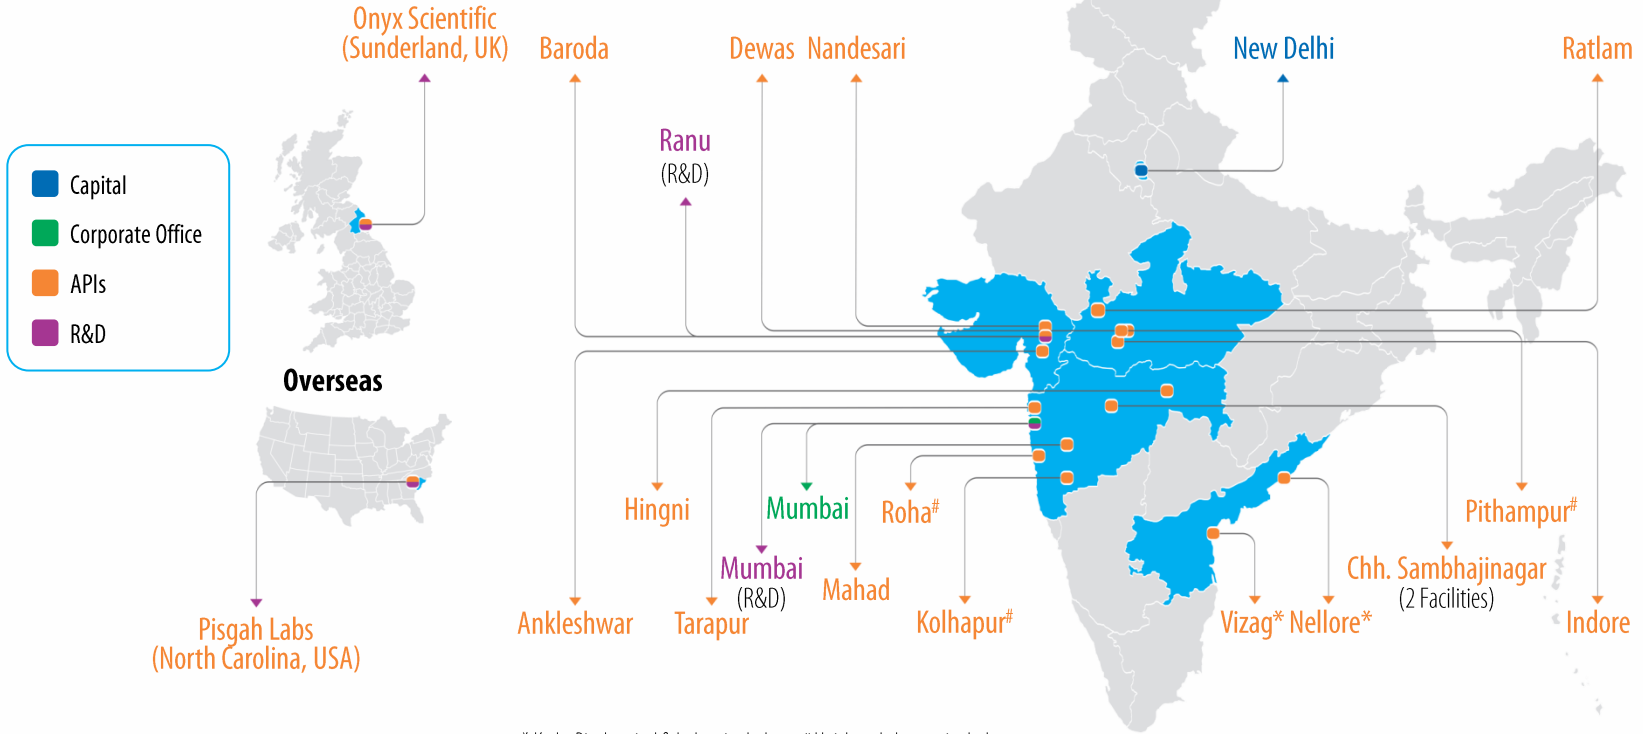 Onyx Scientific
(Sunderland, UK)
Baroda
Dewas
Nandesari
New Delhi
Ratlam
Ranu
(R&D)
Capital
Corporate Office
APIs
R&D
Overseas
Hingni
Mumbai
Roha#
Pithampur#
Mumbai
(R&D)
Mahad
Chh. Sambhajinagar
(2 Facilities)
Pisgah Labs
(North Carolina, USA)
Ankleshwar
Tarapur
Kolhapur#
Vizag*
Nellore*
Indore